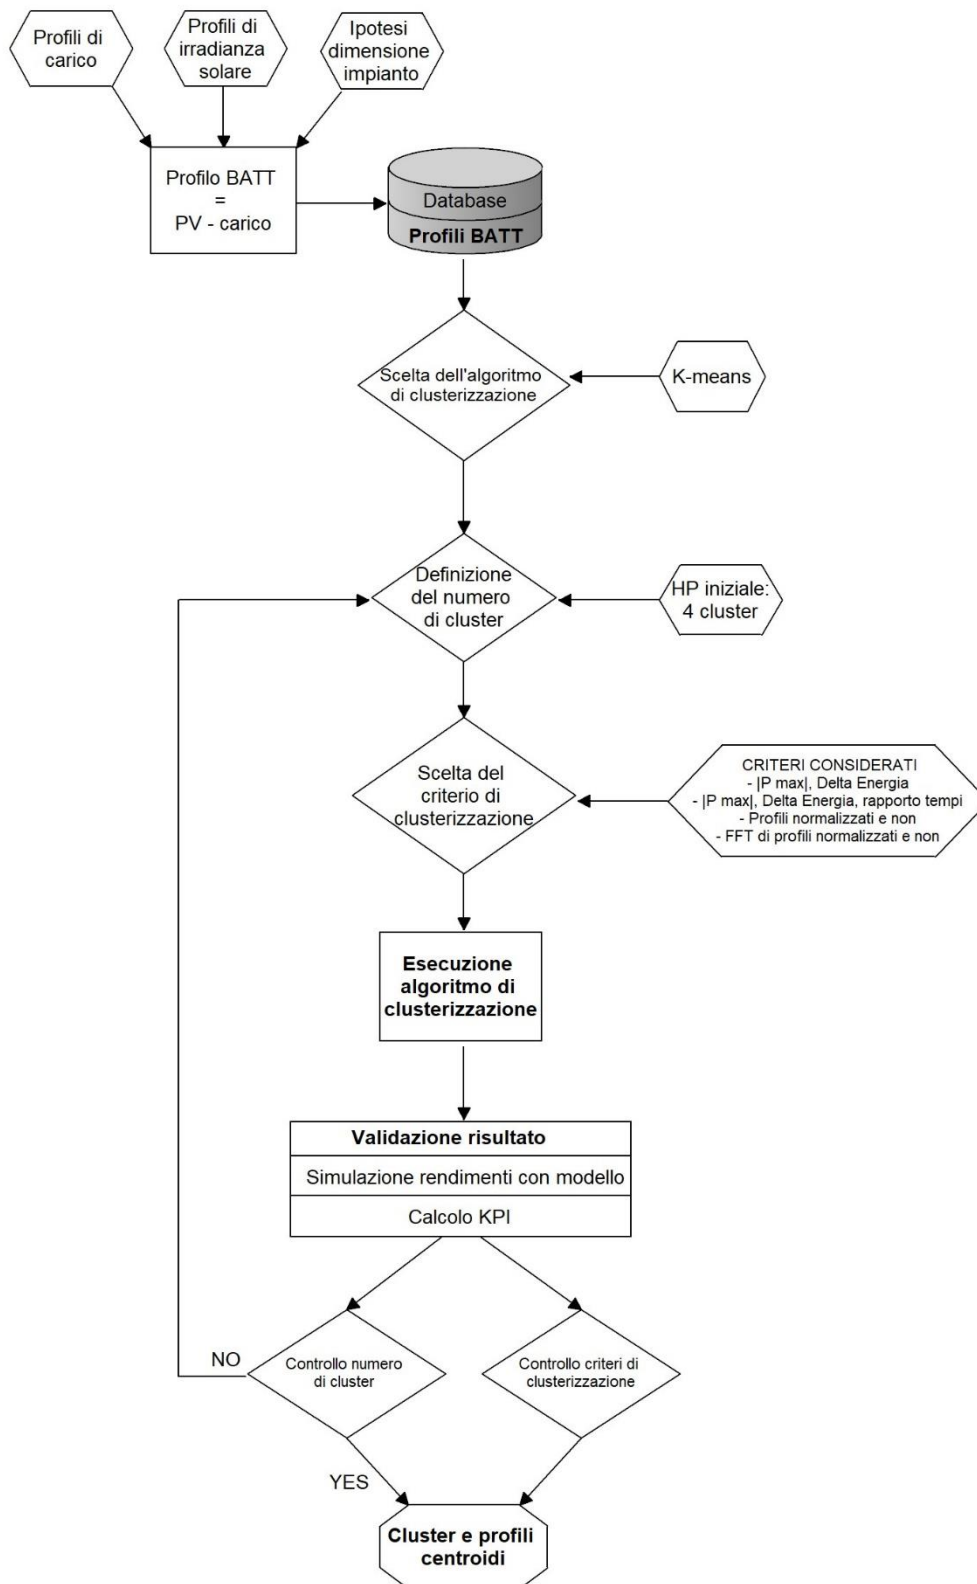 Profili di
carico
Profili di
irradianza
solare
Ipotesi
dimensione
impianto
Profilo BATT
=
PV - carico
Database
Profili BATT
Scelta dell'algoritmo
di clusterizzazione
K-means
Definizione
del numero
di cluster
HP iniziale:
4 cluster
Scelta del
criterio di
clusterizzazione
CRITERI CONSIDERATI
- |P max|, Delta Energia
- |P max|, Delta Energia, rapporto tempi
- Profili normalizzati e non
- FFT di profili normalizzati e non
Esecuzione
algoritmo di
clusterizzazione
Validazione risultato
Simulazione rendimenti con modello
Calcolo KPI
NO
Controllo numero
di cluster
Controllo criteri di
clusterizzazione
YES
Cluster e profili
centroidi